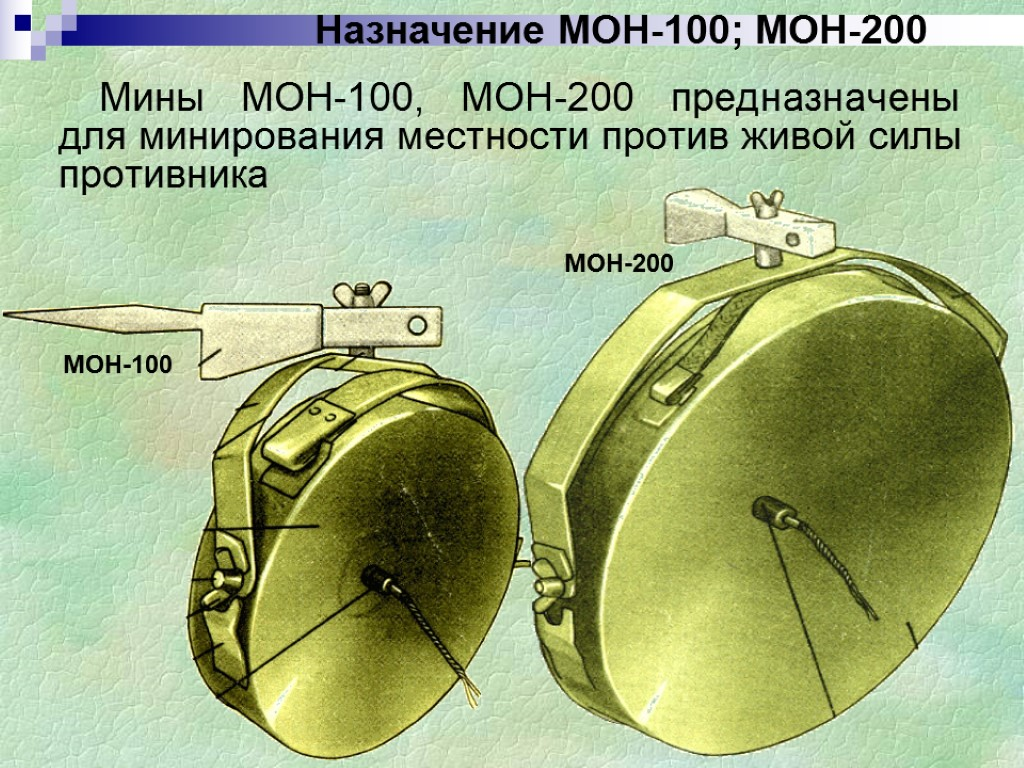 Назначение МОН-100; МОН-200
Мины МОН-100, МОН-200 предназначены
для минирования местности против живой силы
противника
МОН-200
МОН-100